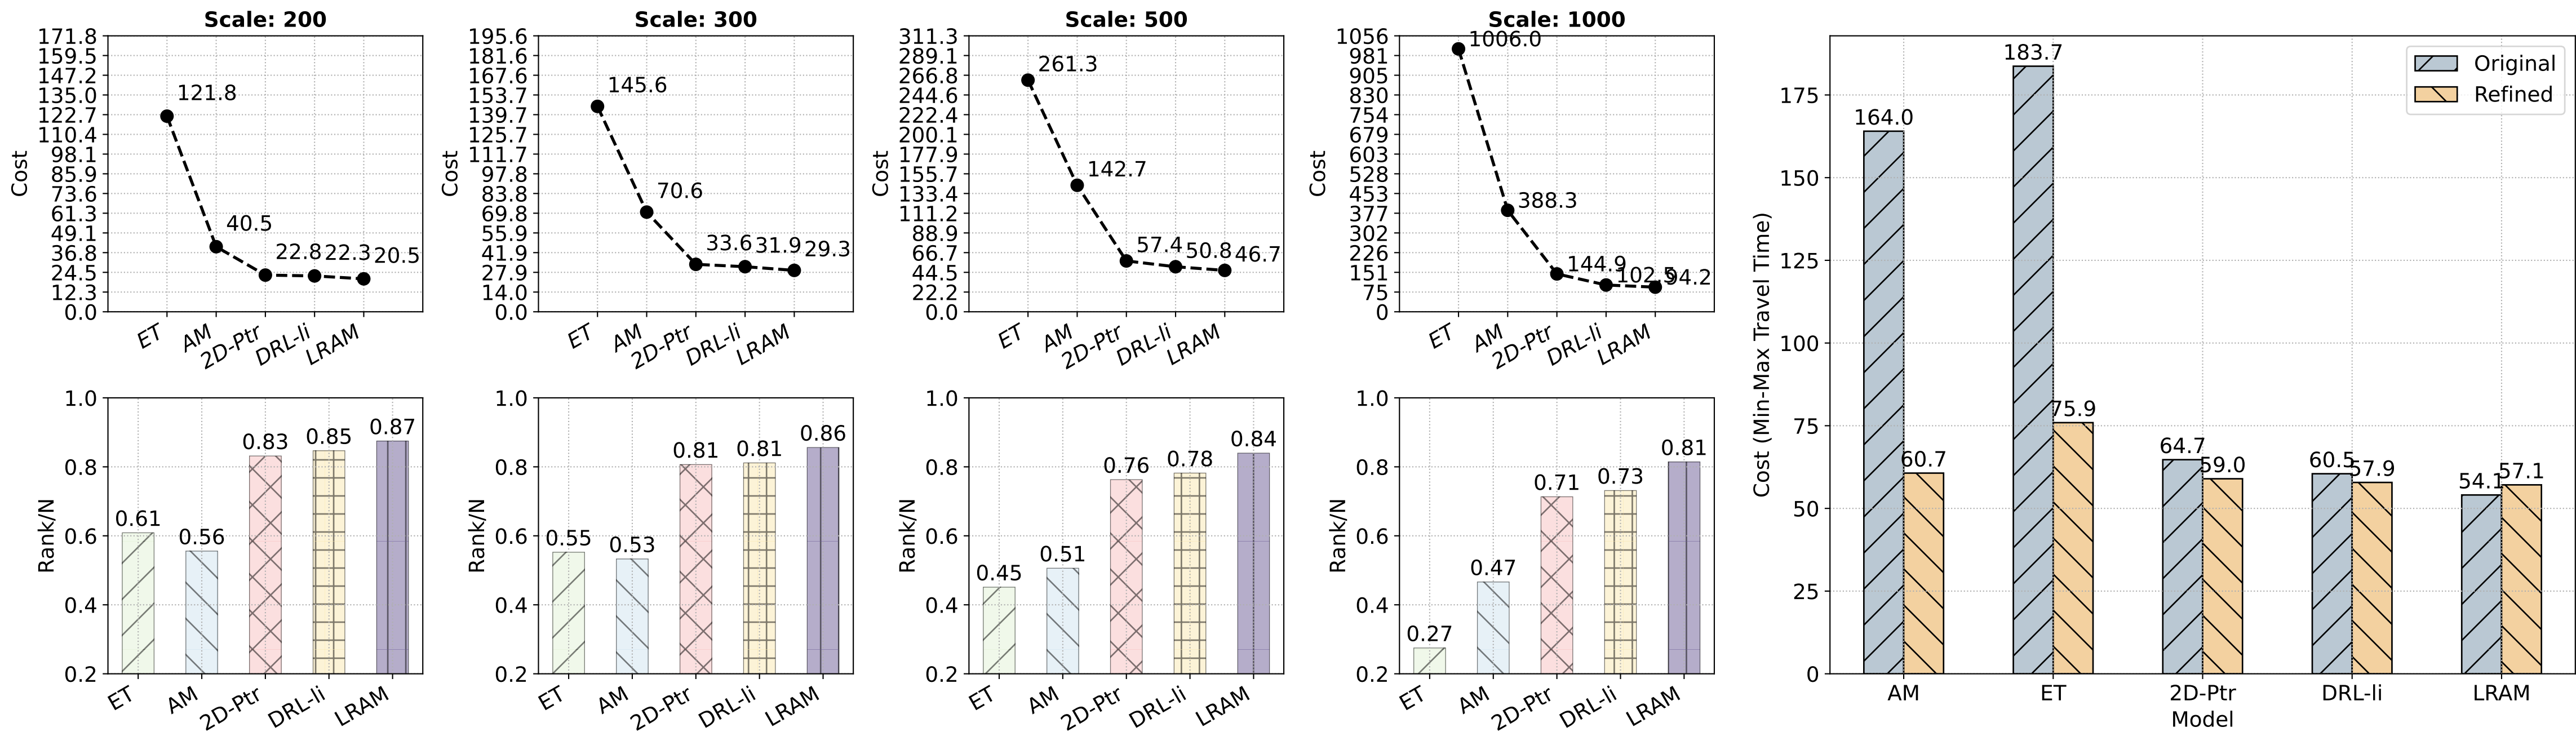 Scale: 200
171.8
159.5
147.2
135.0
122.7
110.4
98.1
85.9
73.6
61.3
49.1
36.8
24.5
12.3
0.0
Cost
121.8
40.5
22.8
22.3
20.5
ET
AM
2D-Ptr
DRL-li
LRAM
Scale: 300
195.6
181.6
167.6
153.7
139.7
125.7
111.7
97.8
83.8
69.8
55.9
41.9
27.9
14.0
0.0
Cost
145.6
70.6
33.6
31.9
29.3
ET
AM
2D-Ptr
DRL-li
LRAM
Scale: 500
311.3
289.1
266.8
244.6
222.4
200.1
177.9
155.7
133.4
111.2
88.9
66.7
44.5
22.2
0.0
Cost
261.3
142.7
57.4
50.8
46.7
ET
AM
2D-Ptr
DRL-li
LRAM
Scale: 1000
1056
981
905
830
754
679
603
528
453
377
302
226
151
75
0
Cost
1006.0
388.3
144.9
102.5
94.2
ET
AM
2D-Ptr
DRL-li
LRAM
1.0
0.8
0.6
0.4
0.2
Rank/N
0.61
0.56
0.83
0.85
0.87
ET
AM
2D-Ptr
DRL-li
LRAM
1.0
0.8
0.6
0.4
0.2
Rank/N
0.55
0.53
0.81
0.81
0.86
ET
AM
2D-Ptr
DRL-li
LRAM
1.0
0.8
0.6
0.4
0.2
Rank/N
0.45
0.51
0.76
0.78
0.84
ET
AM
2D-Ptr
DRL-li
LRAM
1.0
0.8
0.6
0.4
0.2
Rank/N
0.27
0.47
0.71
0.73
0.81
ET
AM
2D-Ptr
DRL-li
LRAM
175
150
125
100
75
50
25
0
Cost (Min-Max Travel Time)
Original
Refined
164.0
60.7
183.7
75.9
64.7
59.0
60.5
57.9
54.1
57.1
AM
ET
2D-Ptr
DRL-li
LRAM
Model